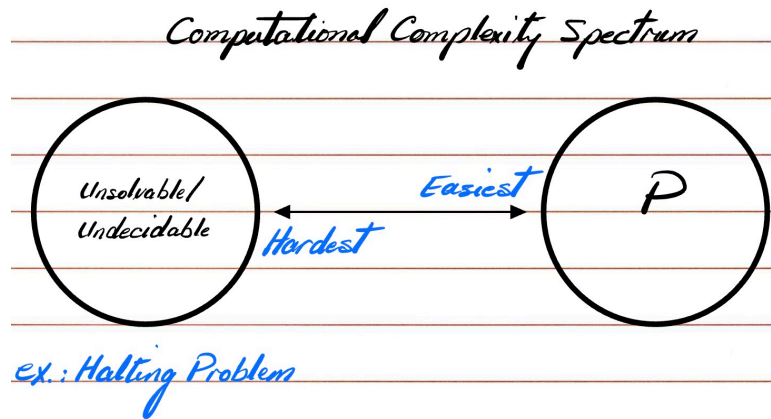 Computational Complexity Spectrum
Unsolvable/
Undecidable
Easiest
Hardest
P
ex.: Halting Problem